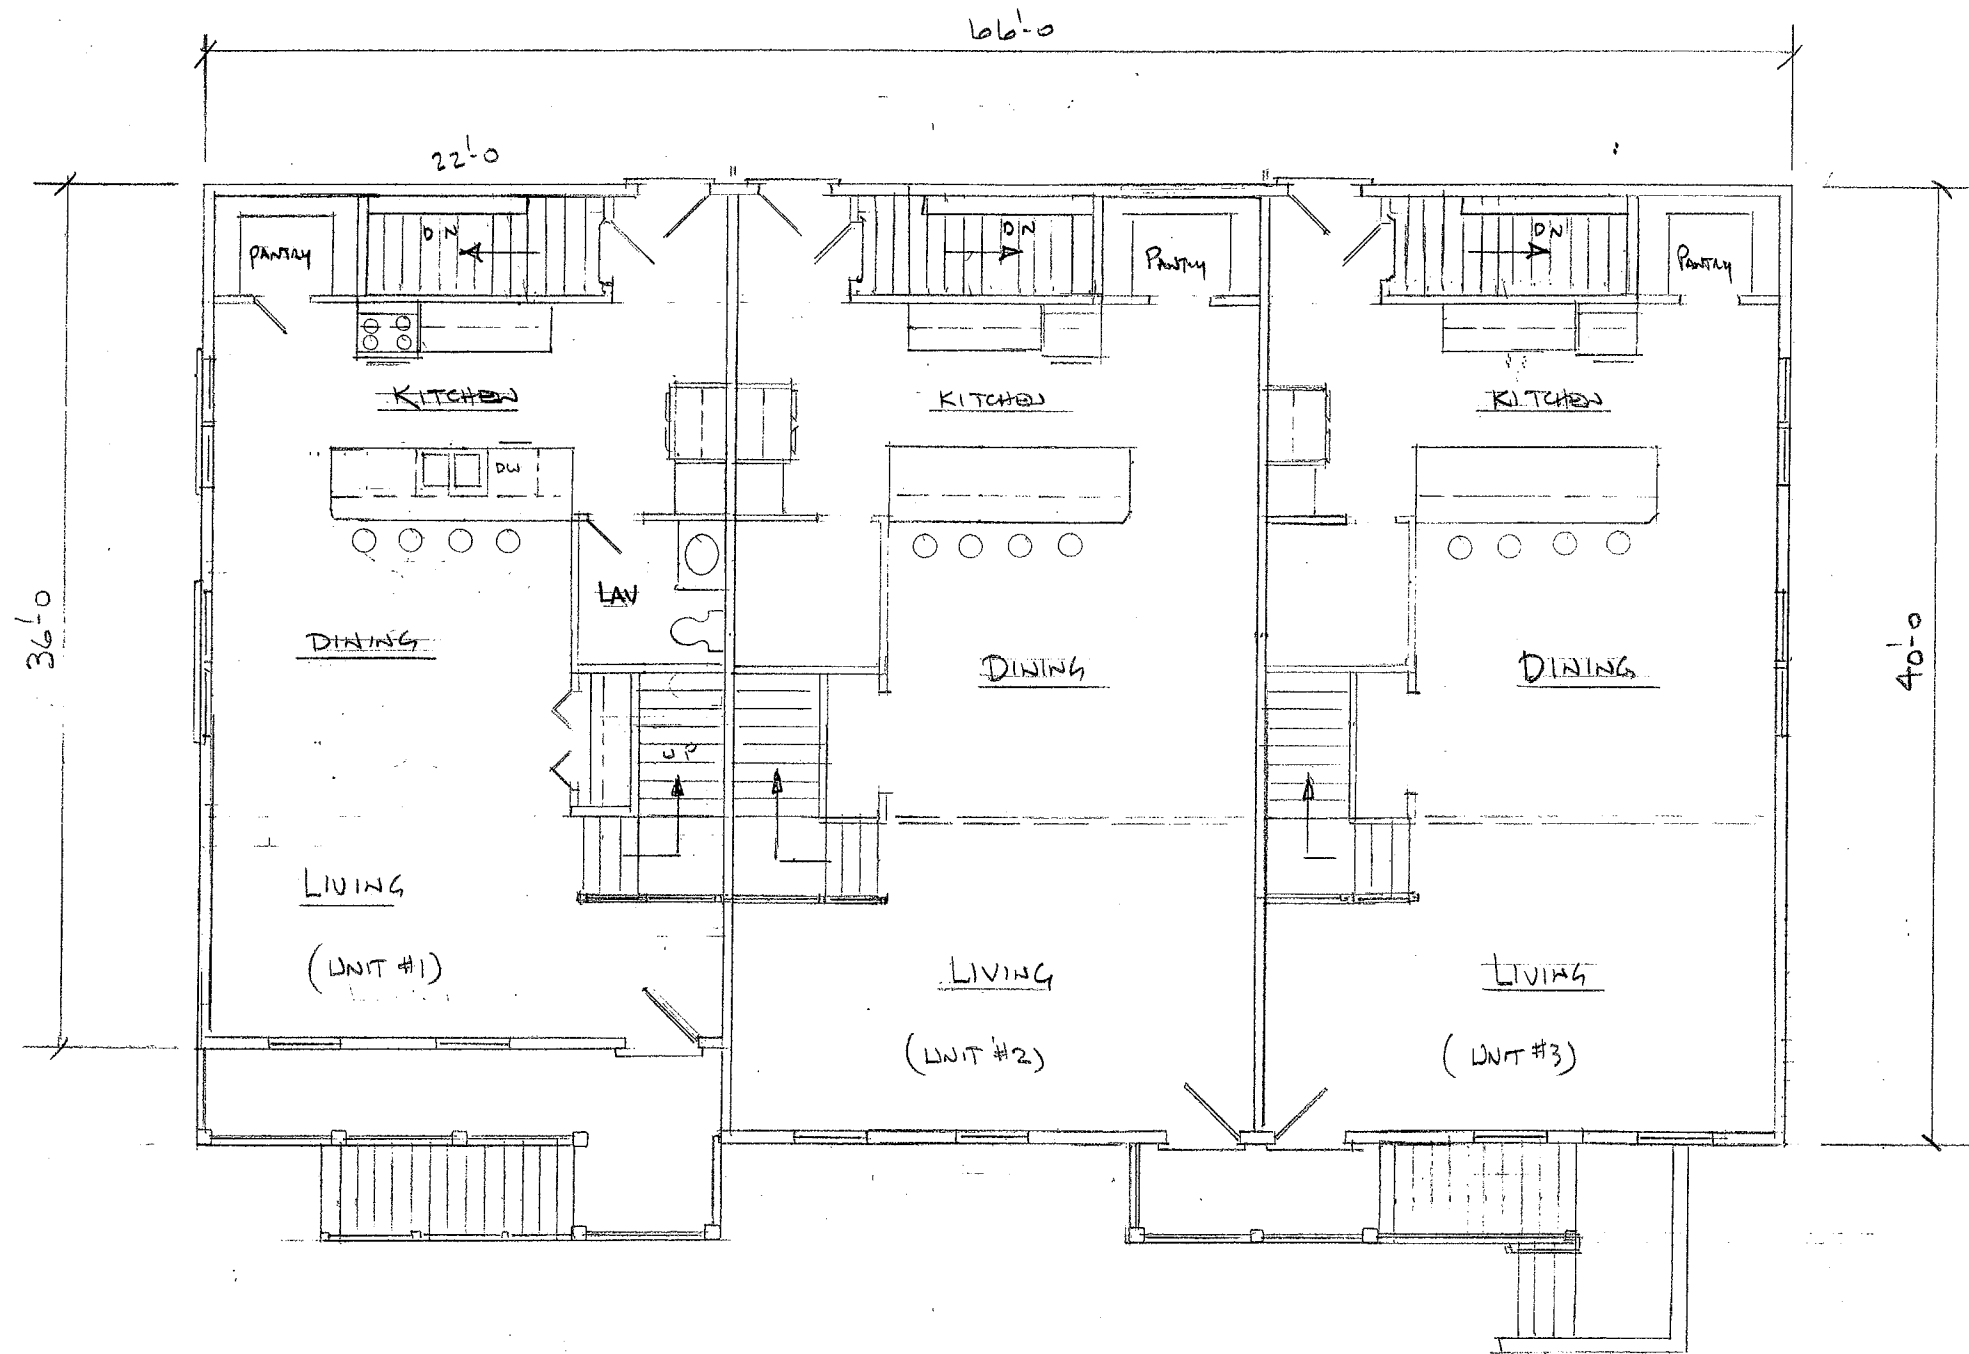 66'-0
22'-0
PANTRY
DN
DN
PANTRY
DN
PANTRY
KITCHEN
KITCHEN
KITCHEN
DW
LAV
36'-0
DINING
DINING
DINING
40'-0
UP
LIVING
(UNIT #1)
LIVING
LIVING
(UNIT #2)
(UNIT #3)